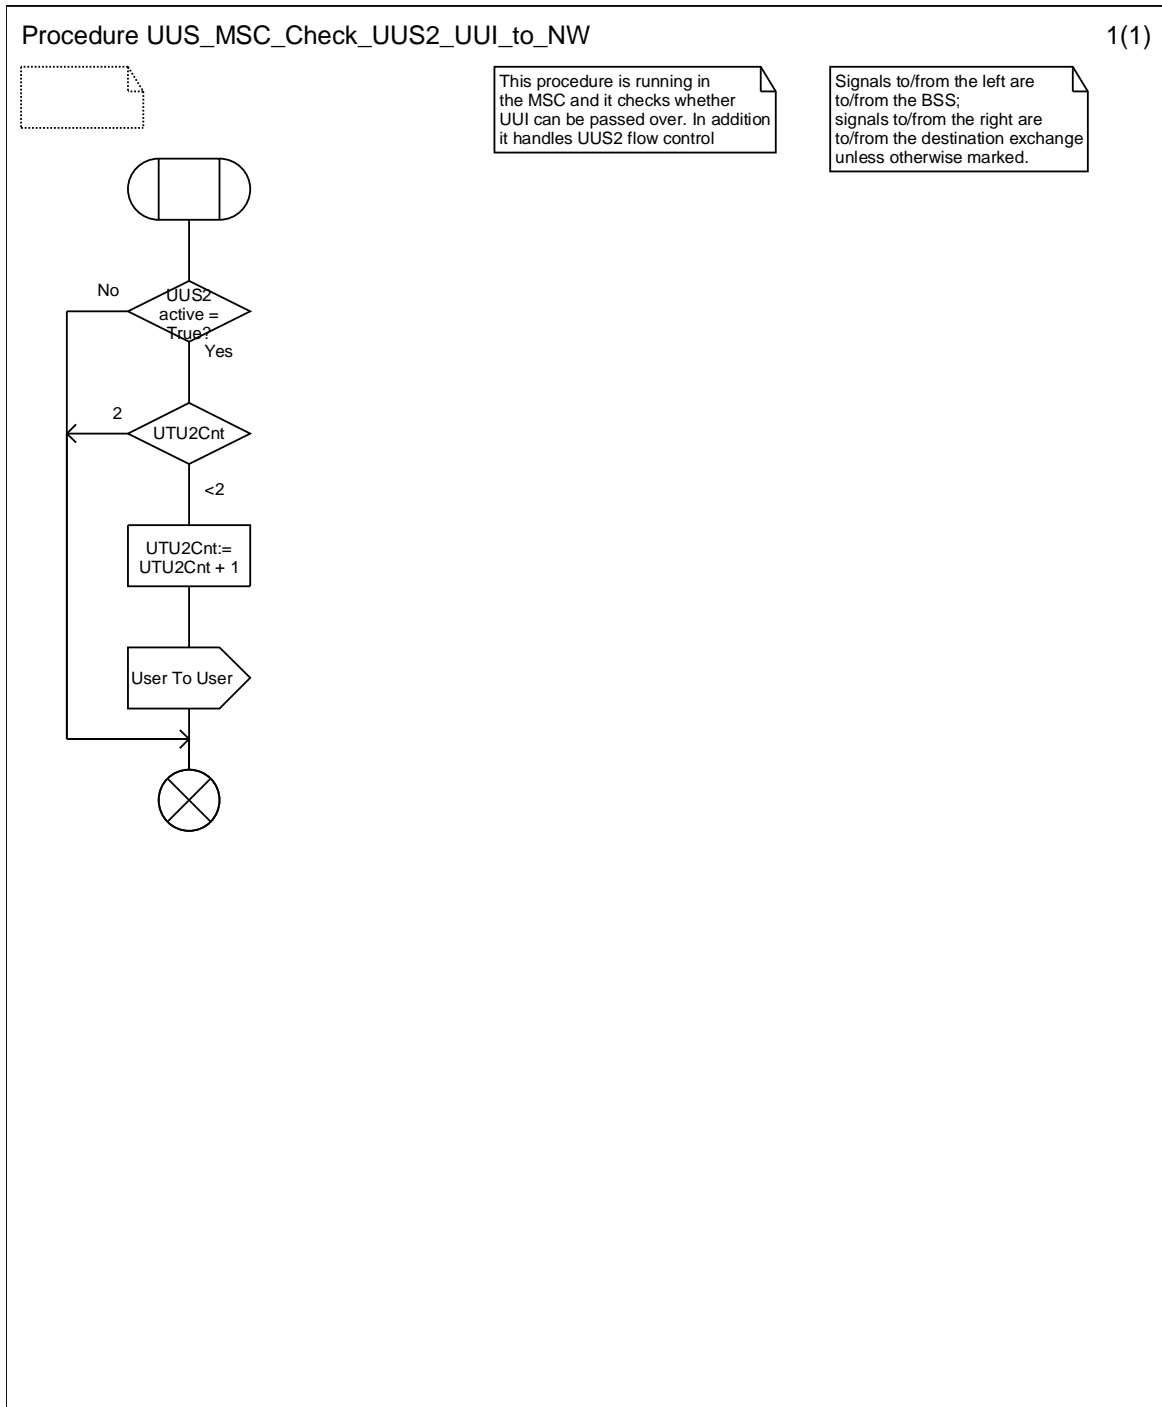 Procedure UUS_MSC_Check_UUS2_UUI_to_NW
1(1)
This procedure is running in
the MSC and it checks whether
UUI can be passed over. In addition
it handles UUS2 flow control
Signals to/from the left are
to/from the BSS;
signals to/from the right are
to/from the destination exchange
unless otherwise marked.
No
UUS2
active =
True?
Yes
2
UTU2Cnt
<2
UTU2Cnt:=
UTU2Cnt + 1
User To User